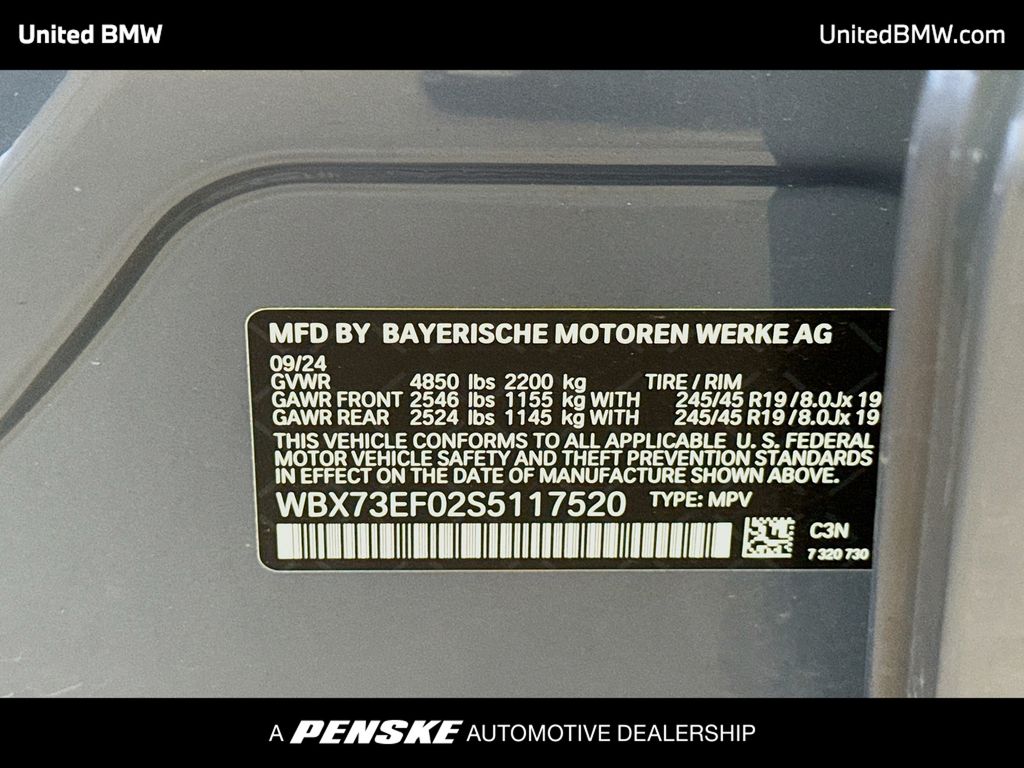 United BMW
UnitedBMW.com
MFD BY BAYERISCHE MOTOREN WERKE AG
09/24
GVWR 4850 lbs 2200 kg TIRE / RIM
GAWR FRONT 2546 lbs 1155 kg WITH 245/45 R19 /8.0Jx 19
GAWR REAR 2524 lbs 1145 kg WITH 245/45 R19 /8.0Jx 19
THIS VEHICLE CONFORMS TO ALL APPLICABLE U. S. FEDERAL
MOTOR VEHICLE SAFETY AND THEFT PREVENTION STANDARDS
IN EFFECT ON THE DATE OF MANUFACTURE SHOWN ABOVE.
WBX73EF02S5117520 TYPE: MPV
C3N
7 320 730
A PENSKE AUTOMOTIVE DEALERSHIP